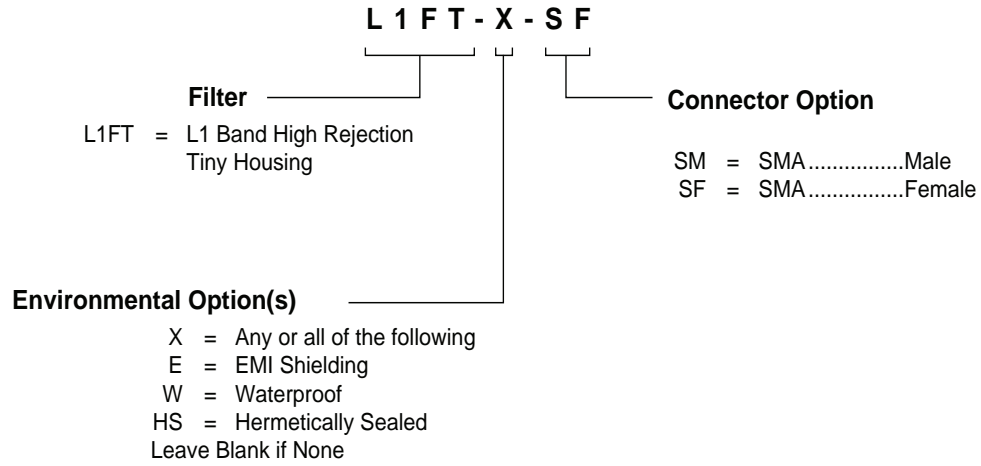 L 1 F T - X - S F
Filter
L1FT = L1 Band High Rejection
Tiny Housing
Connector Option
SM = SMA................Male
SF = SMA................Female
Environmental Option(s)
X = Any or all of the following
E = EMI Shielding
W = Waterproof
HS = Hermetically Sealed
Leave Blank if None